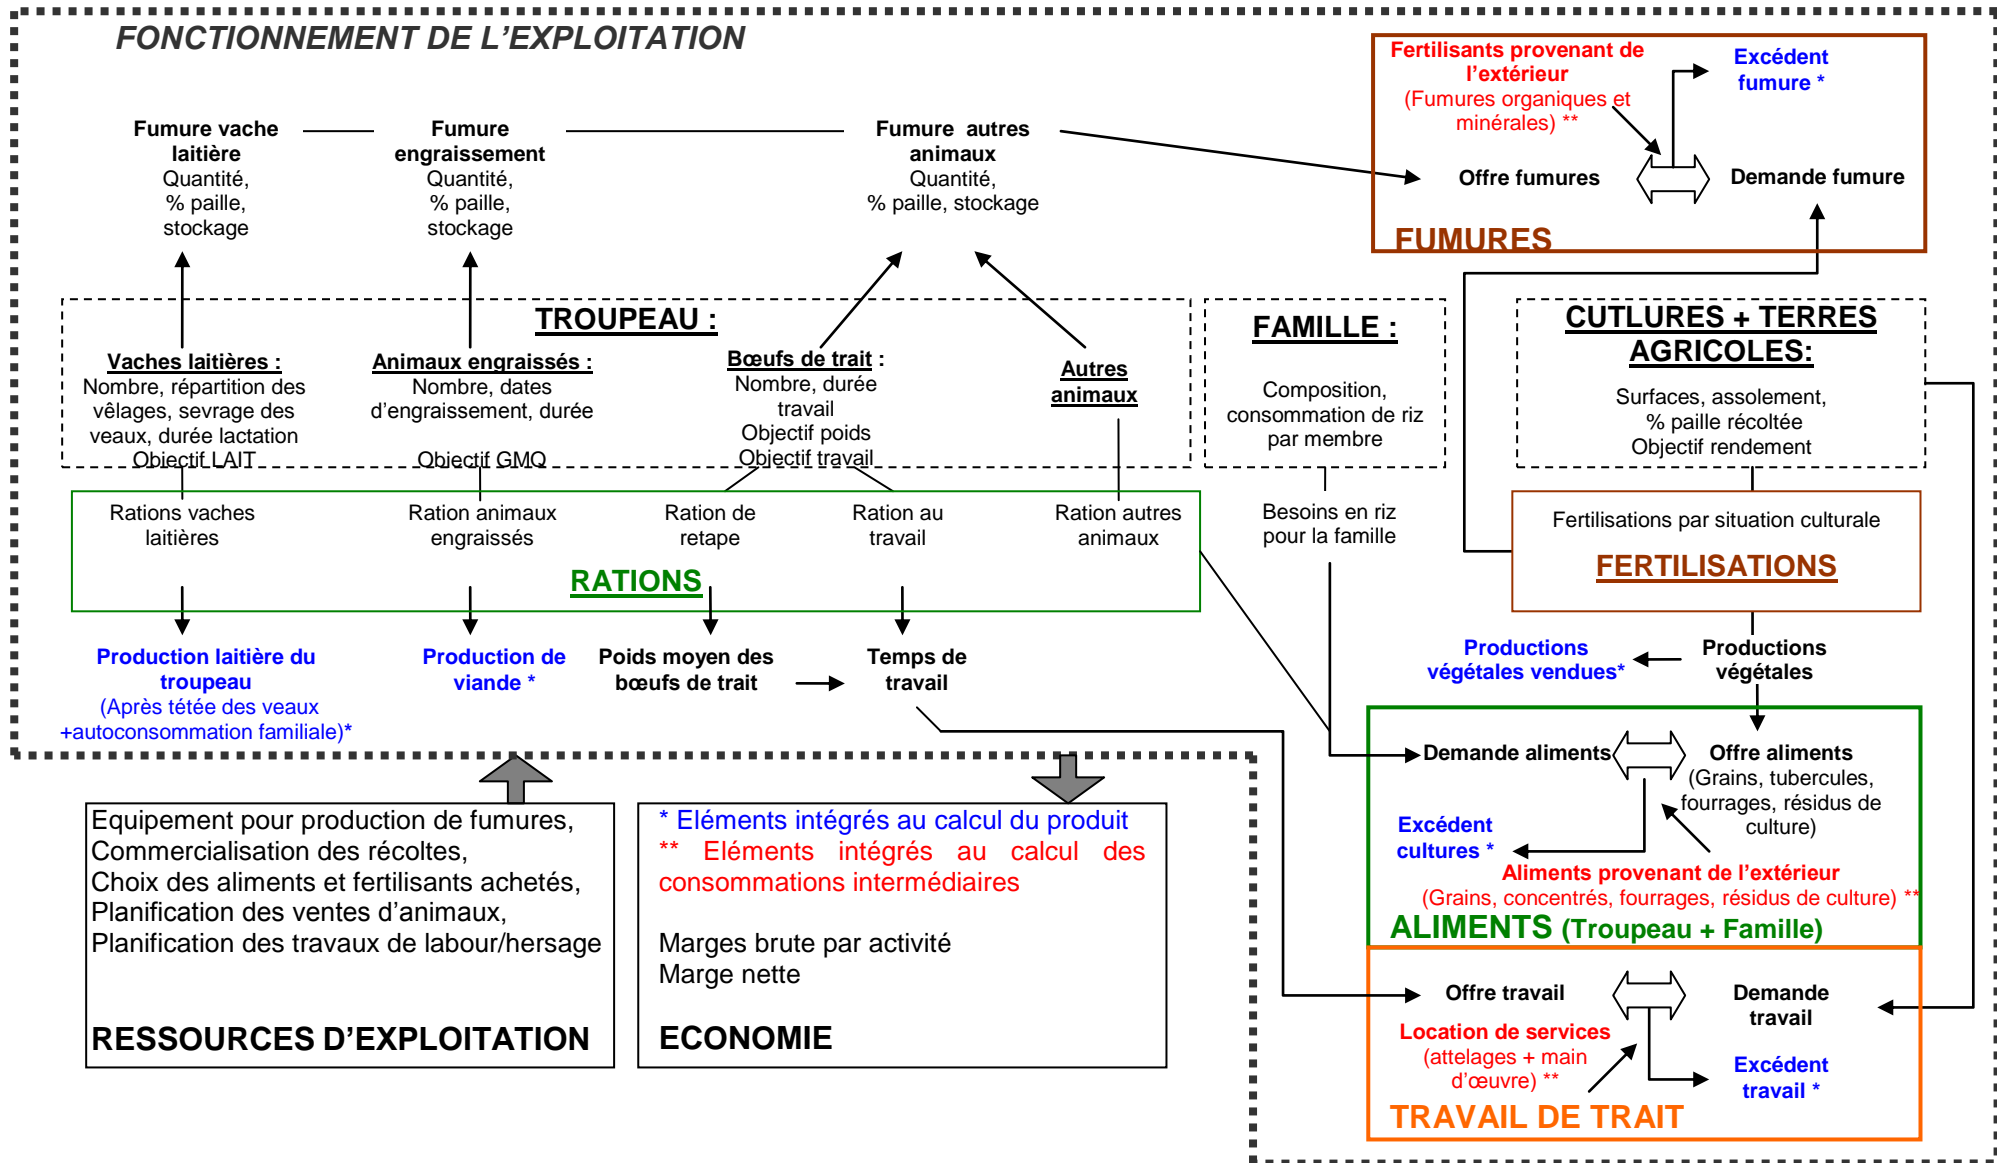 FONCTIONNEMENT DE L'EXPLOITATION
Fumure vache
laitière
Quantité,
% paille,
stockage
Fumure
engraissement
Quantité,
% paille,
stockage
Fumure autres
animaux
Quantité,
% paille, stockage
Fertilisants provenant de
l'extérieur
(Fumures organiques et
minérales) **
Excédent
fumure *
Offre fumures
Demande fumure
FUMURES
TROUPEAU :
Vaches laitières :
Nombre, répartition des
vêlages, sevrage des
veaux, durée lactation
Objectif LAIT
Animaux engraissés :
Nombre, dates
d'engraissement, durée
Objectif GMQ
Bœufs de trait :
Nombre, durée
travail
Objectif poids
Objectif travail
Autres
animaux
FAMILLE :
Composition,
consommation de riz
par membre
CUTLURES + TERRES
AGRICOLES:
Surfaces, assolement,
% paille récoltée
Objectif rendement
Rations vaches
laitières
Ration animaux
engraissés
Ration de
retape
Ration au
travail
Ration autres
animaux
RATIONS
Besoins en riz
pour la famille
Fertilisations par situation culturale
FERTILISATIONS
Production laitière du
troupeau
(Après tétée des veaux
+autoconsommation familiale)*
Production de
viande *
Poids moyen des
bœufs de trait
Temps de
travail
Productions
végétales vendues*
Productions
végétales
Demande aliments
Offre aliments
(Grains, tubercules,
fourrages, résidus de
culture)
Excédent
cultures *
Aliments provenant de l'extérieur
(Grains, concentrés, fourrages, résidus de culture) **
ALIMENTS (Troupeau + Famille)
Offre travail
Demande
travail
Location de services
(attelages + main
d'œuvre) **
Excédent
travail *
TRAVAIL DE TRAIT
Equipement pour production de fumures,
Commercialisation des récoltes,
Choix des aliments et fertilisants achetés,
Planification des ventes d'animaux,
Planification des travaux de labour/hersage
RESSOURCES D'EXPLOITATION
* Eléments intégrés au calcul du produit
** Eléments intégrés au calcul des
consommations intermédiaires
Marges brute par activité
Marge nette
ECONOMIE